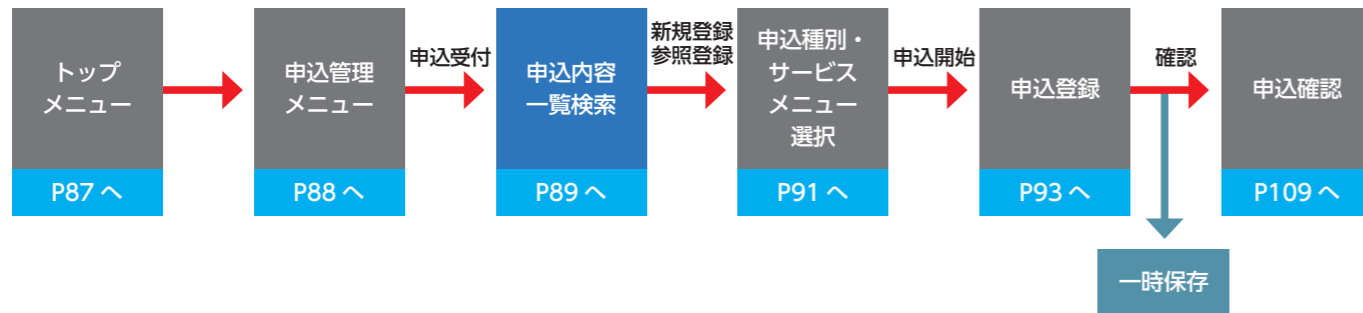 トップ
メニュー
P87 へ
申込管理
メニュー
P88 へ
申込受付
申込内容
一覧検索
P89 へ
新規登録
参照登録
申込種別・
サービス
メニュー
選択
P91 へ
申込開始
申込登録
P93 へ
確認
一時保存
申込確認
P109 へ